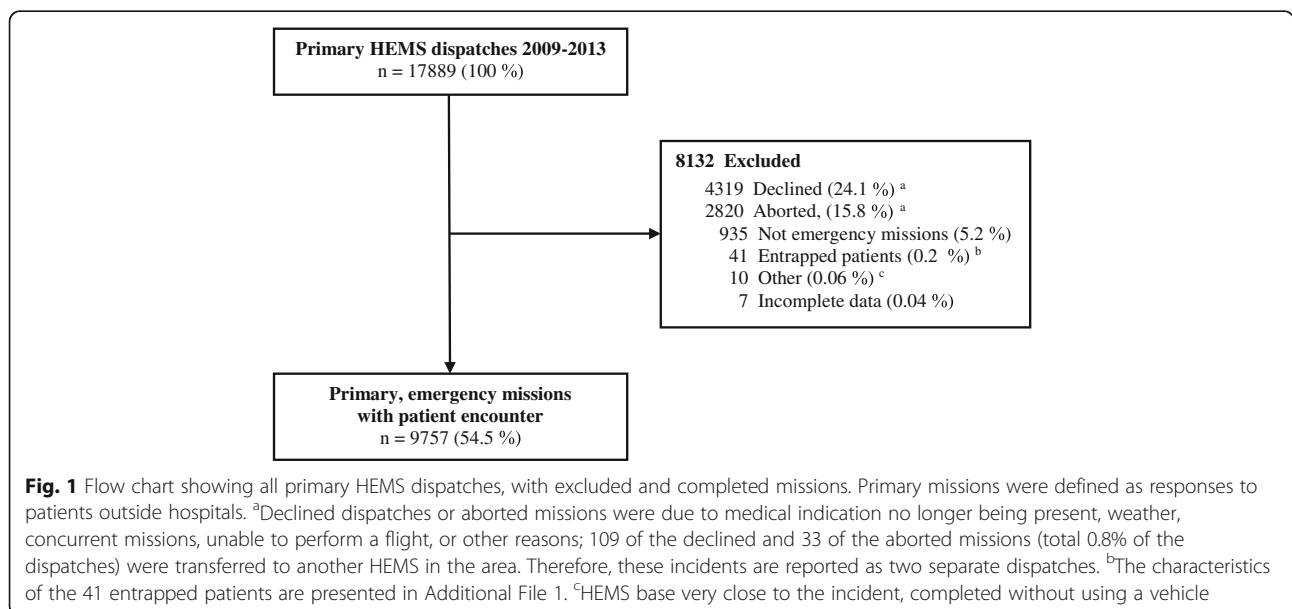 Primary HEMS dispatches 2009-2013
n = 17889 (100 %)
8132 Excluded
4319 Declined (24.1 %) a
2820 Aborted, (15.8 %) a
935 Not emergency missions (5.2 %)
41 Entrapped patients (0.2 %) b
10 Other (0.06 %) c
7 Incomplete data (0.04 %)
Primary, emergency missions
with patient encounter
n = 9757 (54.5 %)
Fig. 1 Flow chart showing all primary HEMS dispatches, with excluded and completed missions. Primary missions were defined as responses to
patients outside hospitals. aDeclined dispatches or aborted missions were due to medical indication no longer being present, weather,
concurrent missions, unable to perform a flight, or other reasons; 109 of the declined and 33 of the aborted missions (total 0.8% of the
dispatches) were transferred to another HEMS in the area. Therefore, these incidents are reported as two separate dispatches. bThe characteristics
of the 41 entrapped patients are presented in Additional File 1. cHEMS base very close to the incident, completed without using a vehicle